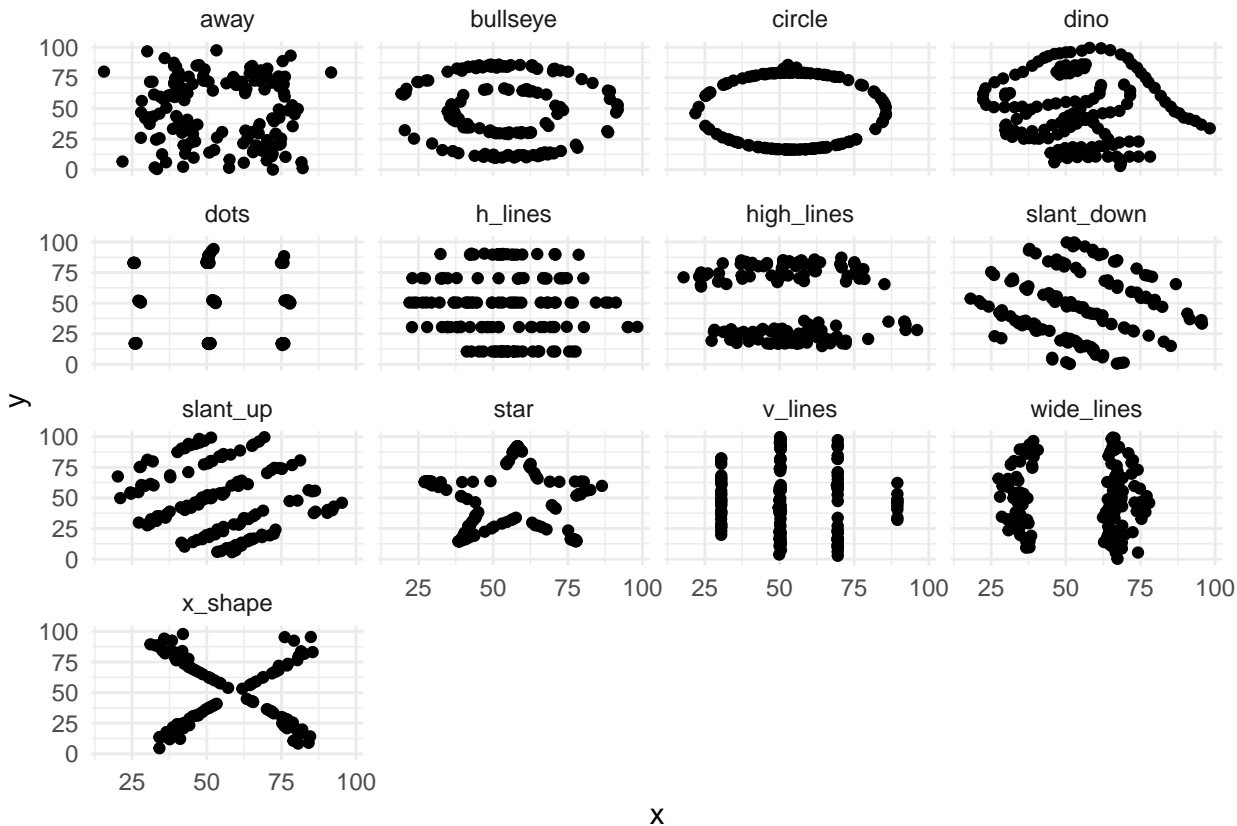 away bullseye circle dino
100
75
50
25
0
dots h_lines high_lines slant_down
100
75
50
25
0
y
slant_up star v_lines wide_lines
100
75
50
25
0
25 50 75 100 25 50 75 100 25 50 75 100
x_shape
100
75
50
25
0
25 50 75 100
x